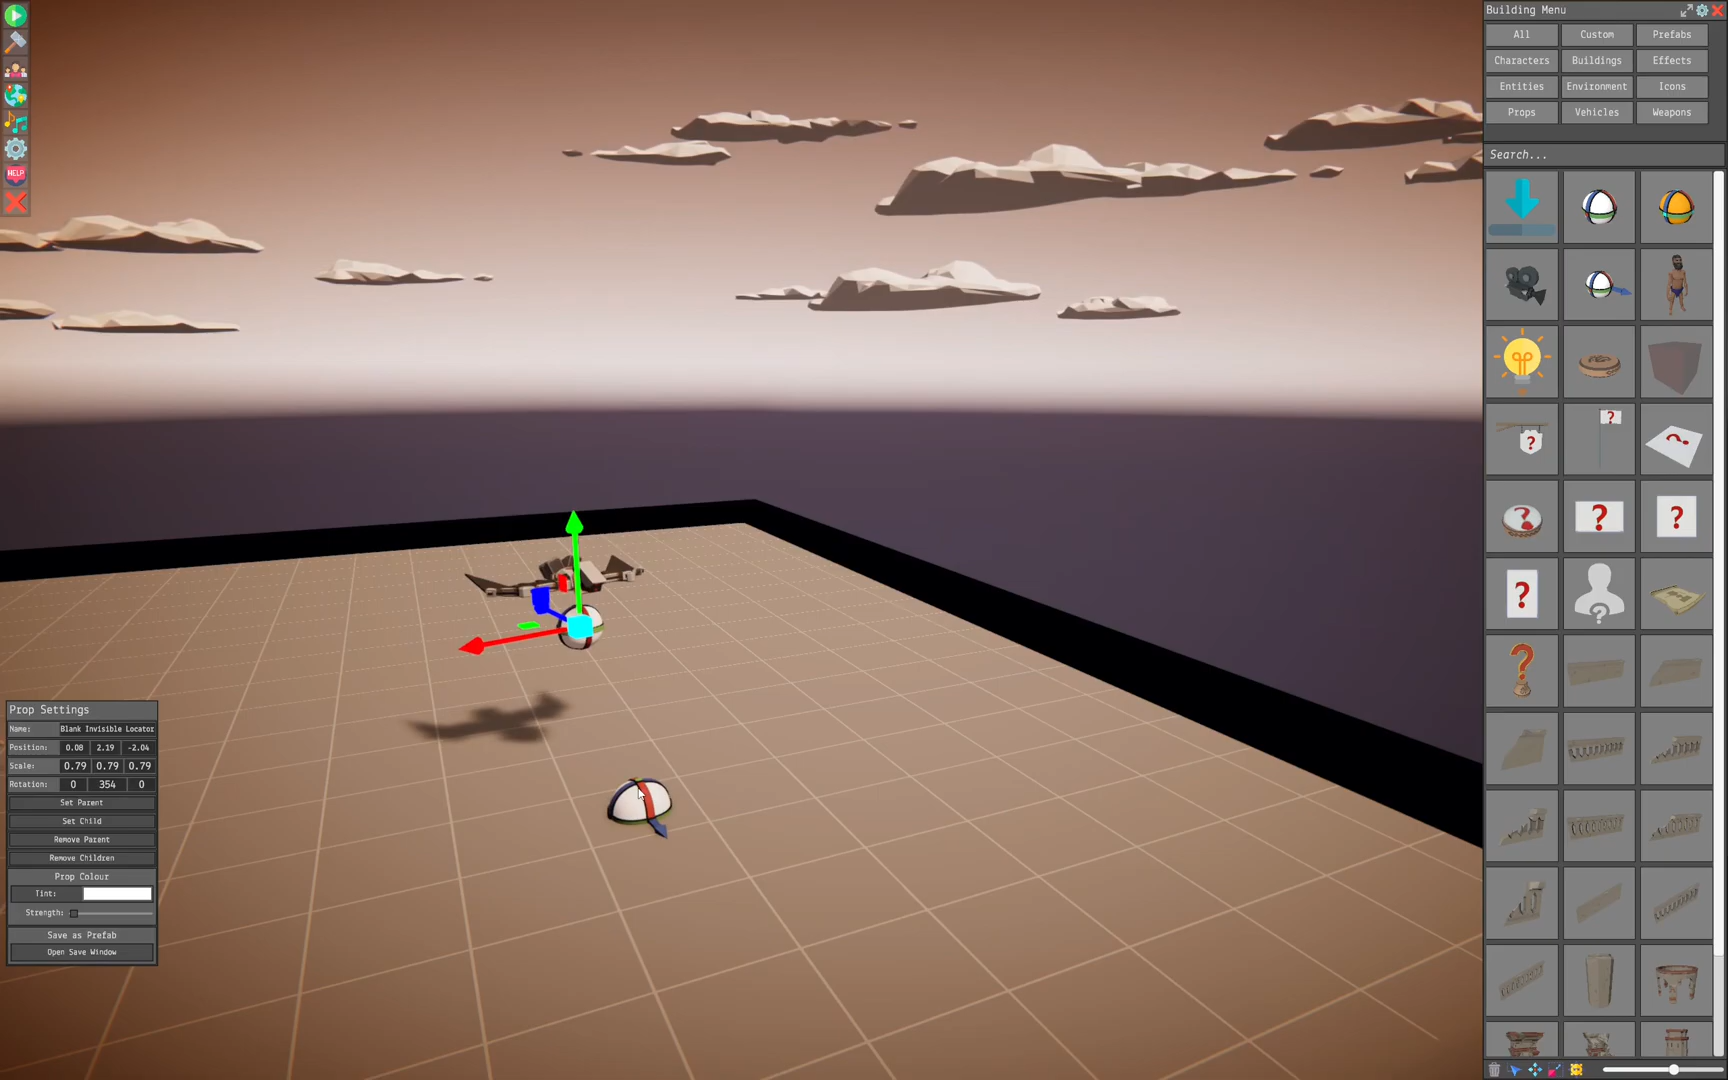 Building Menu
All Custom Prefabs
Characters Buildings Effects
Entities Environment Icons
Props Vehicles Weapons
Search...
HELP
?
?
?
?
?
?
Prop Settings
Name: Blank Invisible Locator
Position: 0.08 2.19 -2.04
Scale: 0.79 0.79 0.79
Rotation: 0 354 0
Set Parent
Set Child
Remove Parent
Remove Children
Prop Colour
Tint:
Strength:
Save as Prefab
Open Save Window